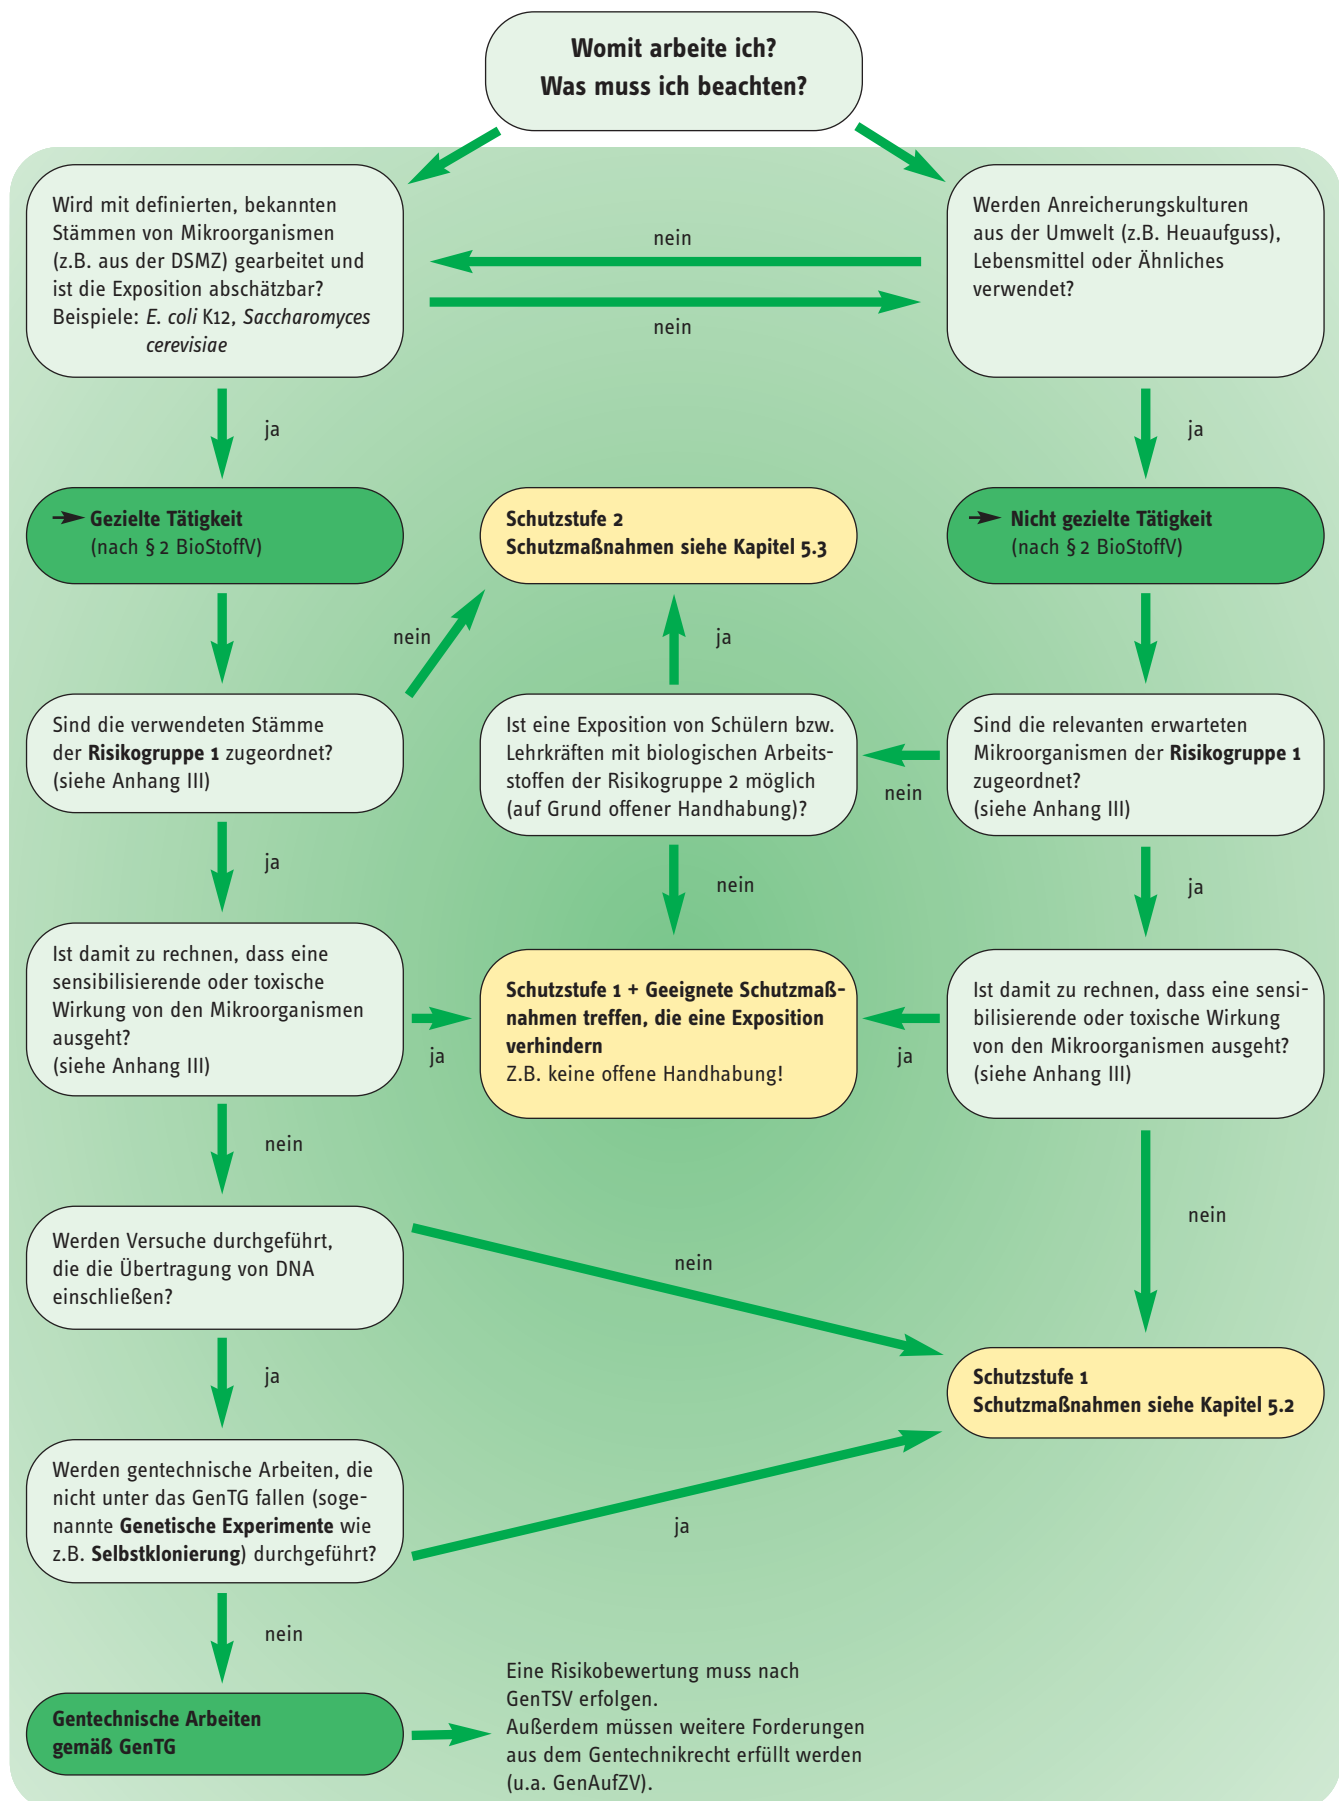 Womit arbeite ich?
Was muss ich beachten?
Wird mit definierten, bekannten
Stämmen von Mikroorganismen
(z.B. aus der DSMZ) gearbeitet und
ist die Exposition abschätzbar?
Beispiele: E. coli K12, Saccharomyces
cerevisiae
nein
nein
Werden Anreicherungskulturen
aus der Umwelt (z.B. Heuaufguss),
Lebensmittel oder Ähnliches
verwendet?
ja
ja
Gezielte Tätigkeit
(nach § 2 BioStoffV)
Schutzstufe 2
Schutzmaßnahmen siehe Kapitel 5.3
Nicht gezielte Tätigkeit
(nach § 2 BioStoffV)
nein
ja
Sind die verwendeten Stämme
der Risikogruppe 1 zugeordnet?
(siehe Anhang III)
Ist eine Exposition von Schülern bzw.
Lehrkräften mit biologischen Arbeits-
stoffen der Risikogruppe 2 möglich
(auf Grund offener Handhabung)?
nein
Sind die relevanten erwarteten
Mikroorganismen der Risikogruppe 1
zugeordnet?
(siehe Anhang III)
ja
nein
ja
Ist damit zu rechnen, dass eine
sensibilisierende oder toxische
Wirkung von den Mikroorganismen
ausgeht?
(siehe Anhang III)
ja
Schutzstufe 1 + Geeignete Schutzmaß-
nahmen treffen, die eine Exposition
verhindern
Z.B. keine offene Handhabung!
ja
Ist damit zu rechnen, dass eine sensi-
bilisierende oder toxische Wirkung
von den Mikroorganismen ausgeht?
(siehe Anhang III)
nein
nein
Werden Versuche durchgeführt,
die die Übertragung von DNA
einschließen?
nein
ja
Schutzstufe 1
Schutzmaßnahmen siehe Kapitel 5.2
Werden gentechnische Arbeiten, die
nicht unter das GenTG fallen (soge-
nannte Genetische Experimente wie
z.B. Selbstklonierung) durchgeführt?
ja
nein
Gentechnische Arbeiten
gemäß GenTG
Eine Risikobewertung muss nach
GenTSV erfolgen.
Außerdem müssen weitere Forderungen
aus dem Gentechnikrecht erfüllt werden
(u.a. GenAufZV).